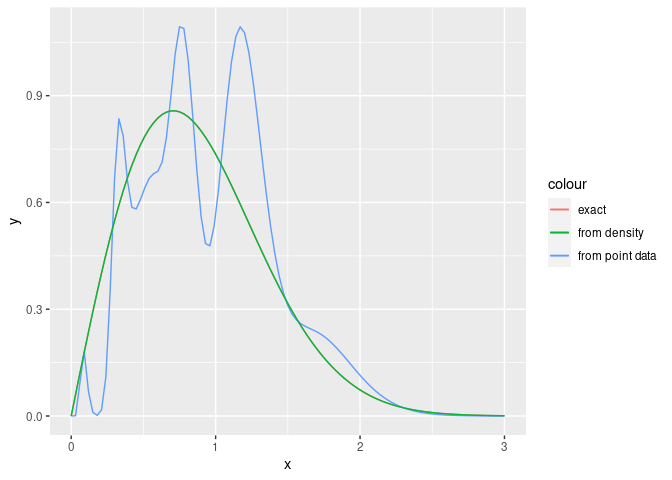 0.9
0.6
0.3
0.0
y
0
1
2
3
x
colour
exact
from density
from point data